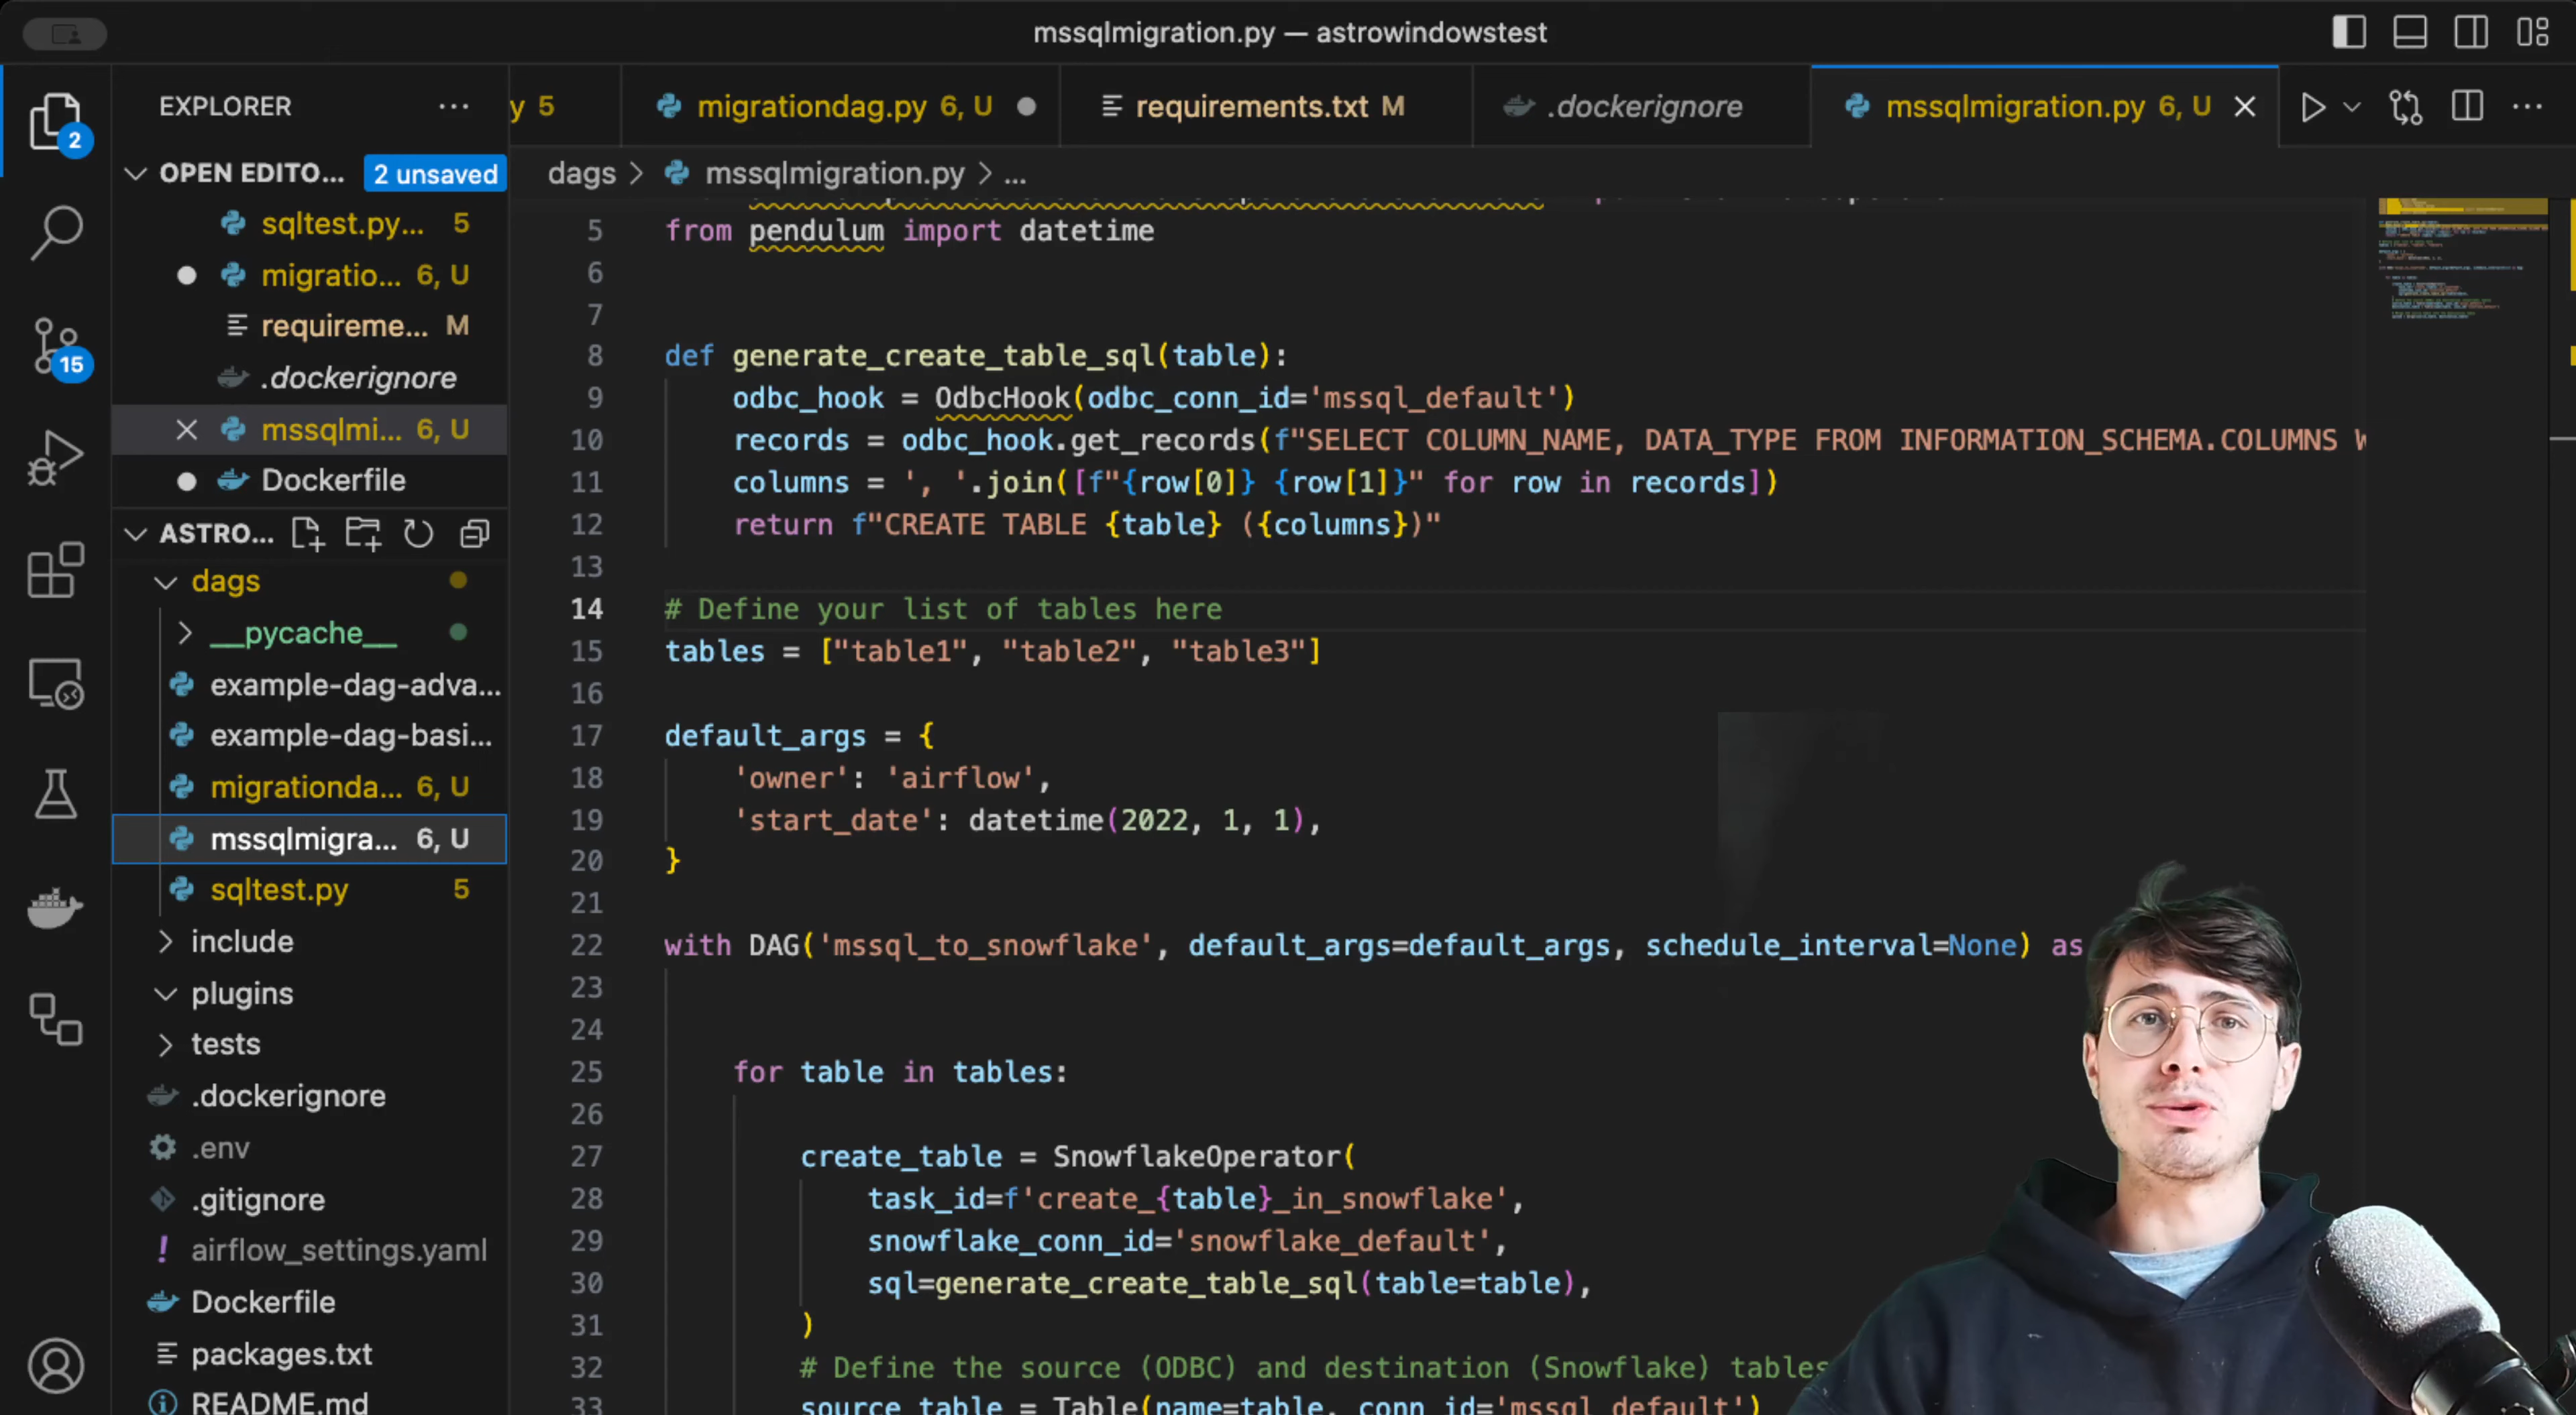 mssqlmigration.py — astrowindowstest
EXPLORER ...
y 5
migrationdag.py 6, U
requirements.txt M
.dockerignore
mssqlmigration.py 6, U
2
OPEN EDITO... 2 unsaved
dags > mssqlmigration.py > ...
sqltest.py... 5
migratio... 6, U
requireme... M
.dockerignore
mssqlmi... 6, U
Dockerfile
15
ASTRO...
dags
__pycache__
example-dag-adva...
example-dag-basi...
migrationda... 6, U
mssqlmigra... 6, U
sqltest.py 5
include
plugins
tests
.dockerignore
.env
.gitignore
! airflow_settings.yaml
Dockerfile
packages.txt
README.md
5 from pendulum import datetime
6
7
8 def generate_create_table_sql(table):
9 odbc_hook = OdbcHook(odbc_conn_id='mssql_default')
10 records = odbc_hook.get_records(f"SELECT COLUMN_NAME, DATA_TYPE FROM INFORMATION_SCHEMA.COLUMNS W
11 columns = ', '.join([f"{row[0]} {row[1]}" for row in records])
12 return f"CREATE TABLE {table} ({columns})"
13
14 # Define your list of tables here
15 tables = ["table1", "table2", "table3"]
16
17 default_args = {
18 'owner': 'airflow',
19 'start_date': datetime(2022, 1, 1),
20 }
21
22 with DAG('mssql_to_snowflake', default_args=default_args, schedule_interval=None) as
23
24
25 for table in tables:
26
27 create_table = SnowflakeOperator(
28 task_id=f'create_{table}_in_snowflake',
29 snowflake_conn_id='snowflake_default',
30 sql=generate_create_table_sql(table=table),
31 )
32 # Define the source (ODBC) and destination (Snowflake) tables
33 source_table = Table(name=table, conn_id='mssql_default')